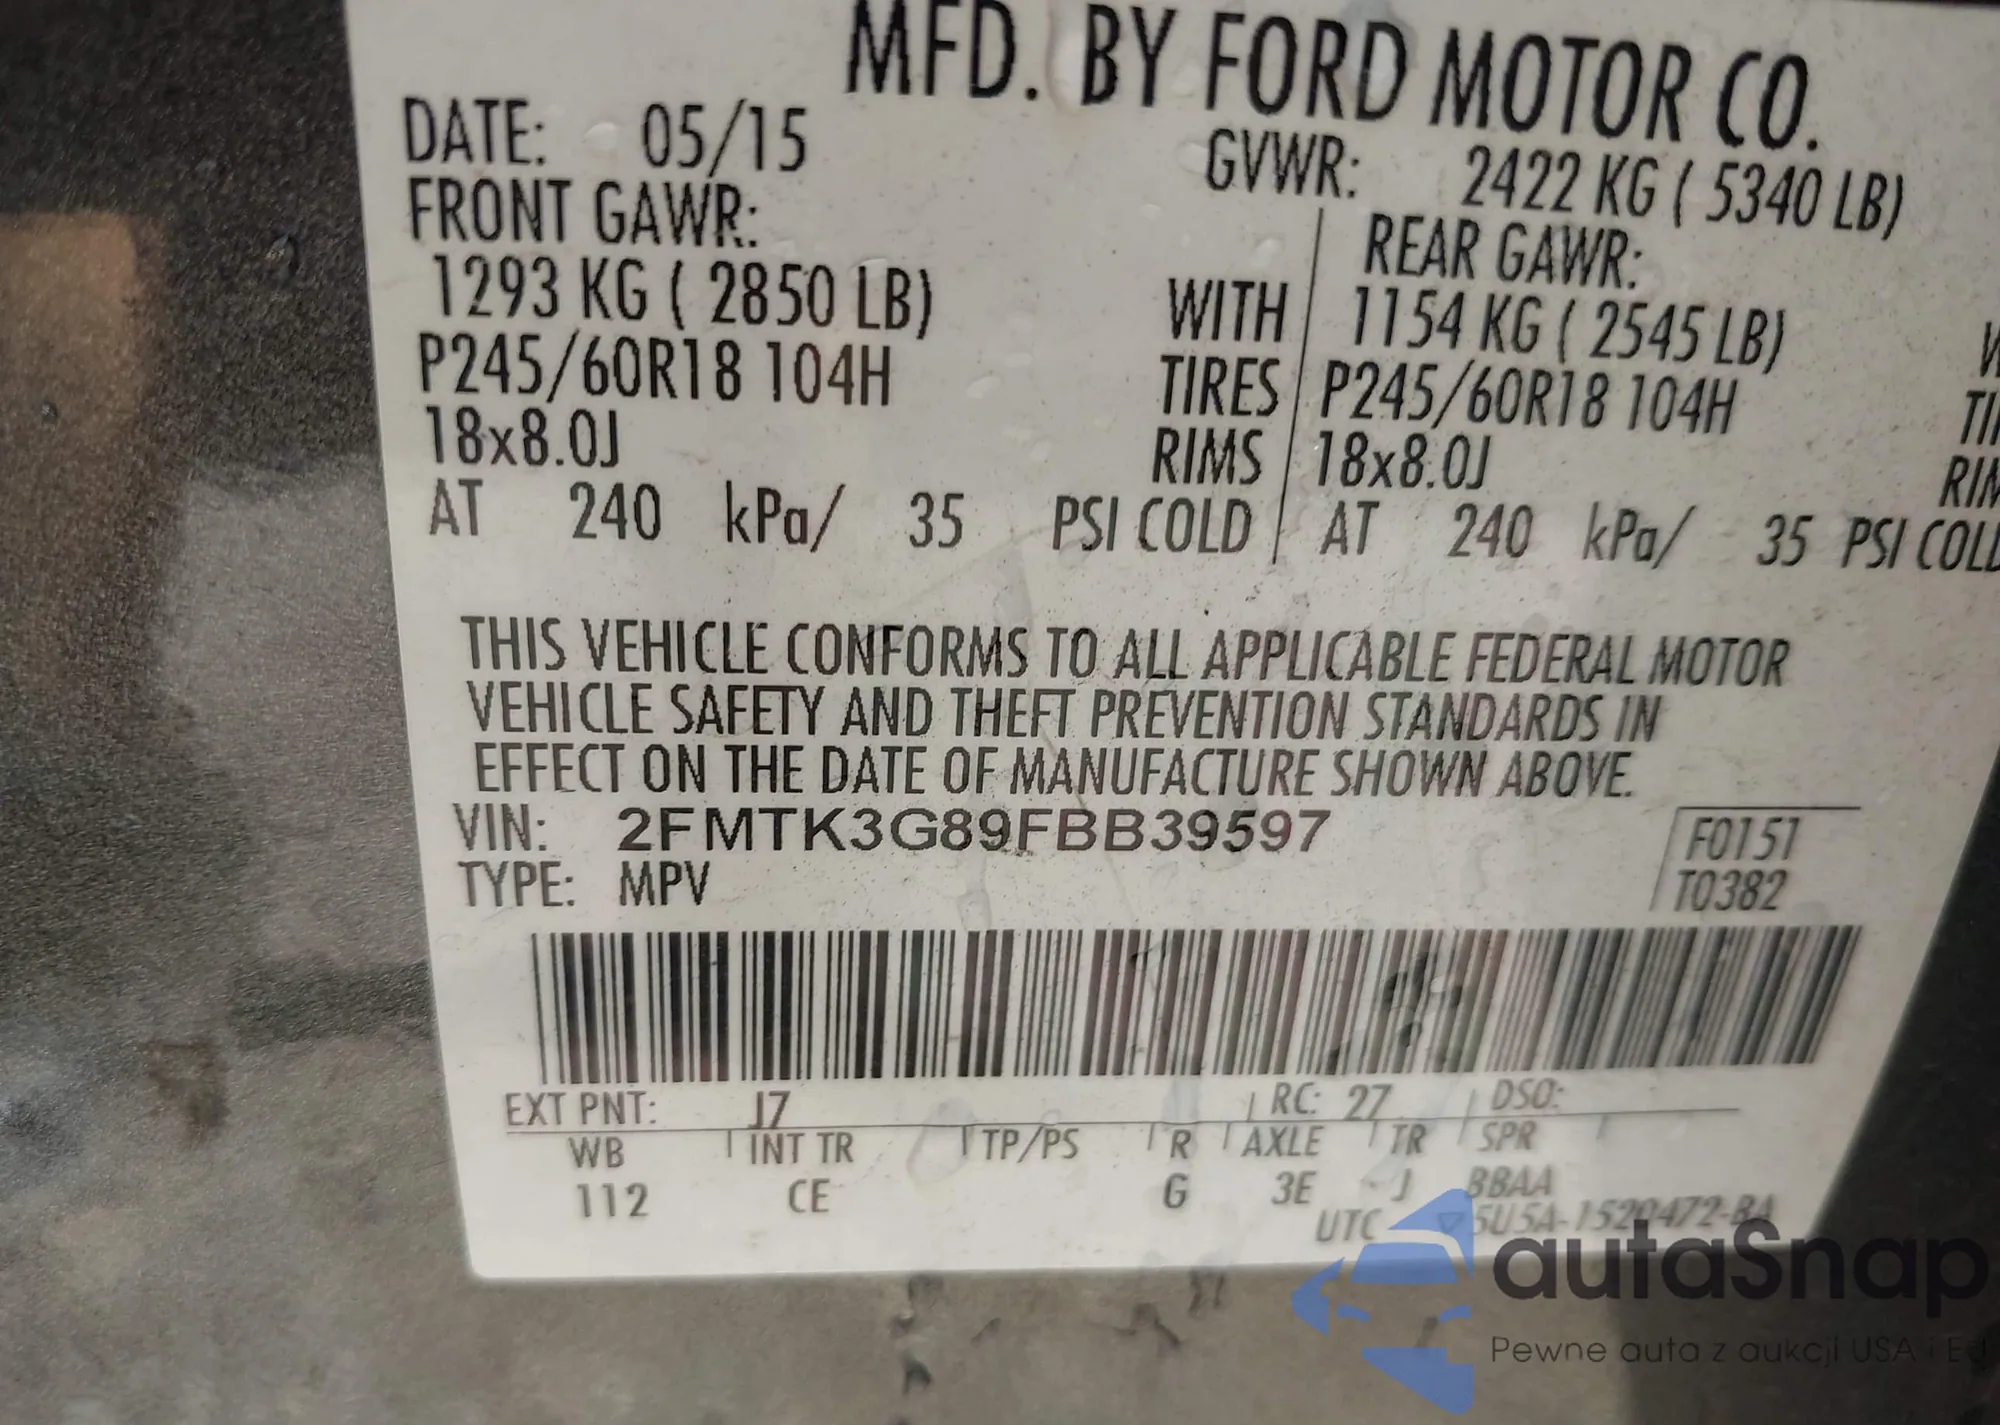 MFD. BY FORD MOTOR CO.
DATE: 05/15 GVWR: 2422 KG ( 5340 LB)
FRONT GAWR: REAR GAWR:
1293 KG ( 2850 LB) WITH 1154 KG ( 2545 LB)
P245/60R18 104H TIRES P245/60R18 104H
18x8.0J RIMS 18x8.0J
AT 240 kPa/ 35 PSI COLD AT 240 kPa/ 35 PSI COLD
THIS VEHICLE CONFORMS TO ALL APPLICABLE FEDERAL MOTOR
VEHICLE SAFETY AND THEFT PREVENTION STANDARDS IN
EFFECT ON THE DATE OF MANUFACTURE SHOWN ABOVE.
VIN: 2FMTK3G89FBB39597 F0151
TYPE: MPV T0382
EXT PNT: J7 RC: 27 DSO:
WB INT TR TP/PS R AXLE TR SPR
112 CE G 3E J BBAA
UTC 5U5A-1520472-BA
autaSnap
Pewne auta z aukcji USA i